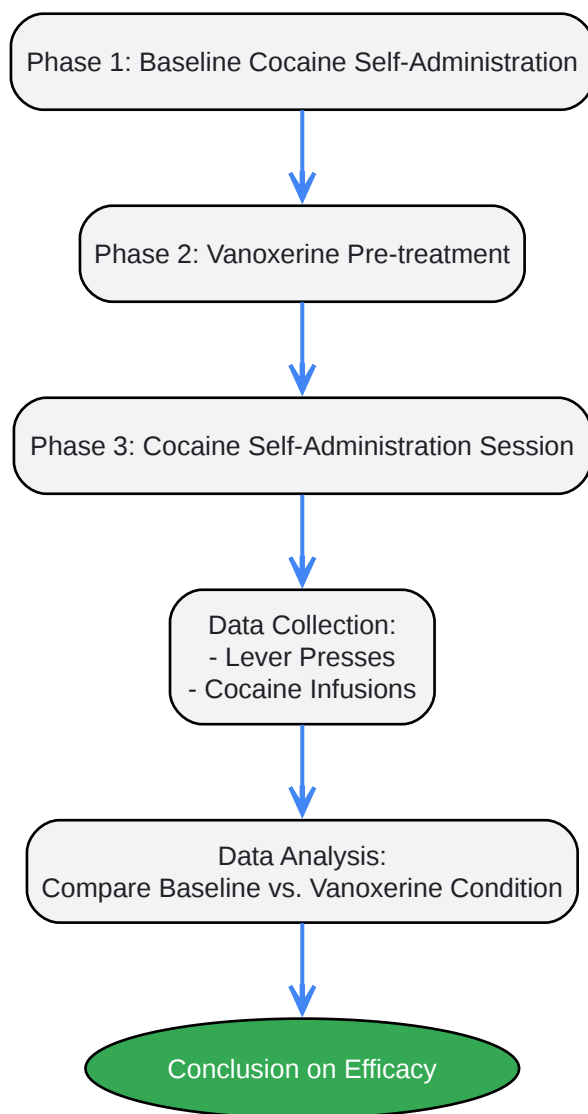 Phase 1: Baseline Cocaine Self-Administration
Phase 2: Vanoxerine Pre-treatment
Phase 3: Cocaine Self-Administration Session
Data Collection:
- Lever Presses
- Cocaine Infusions
Data Analysis:
Compare Baseline vs. Vanoxerine Condition
Conclusion on Efficacy